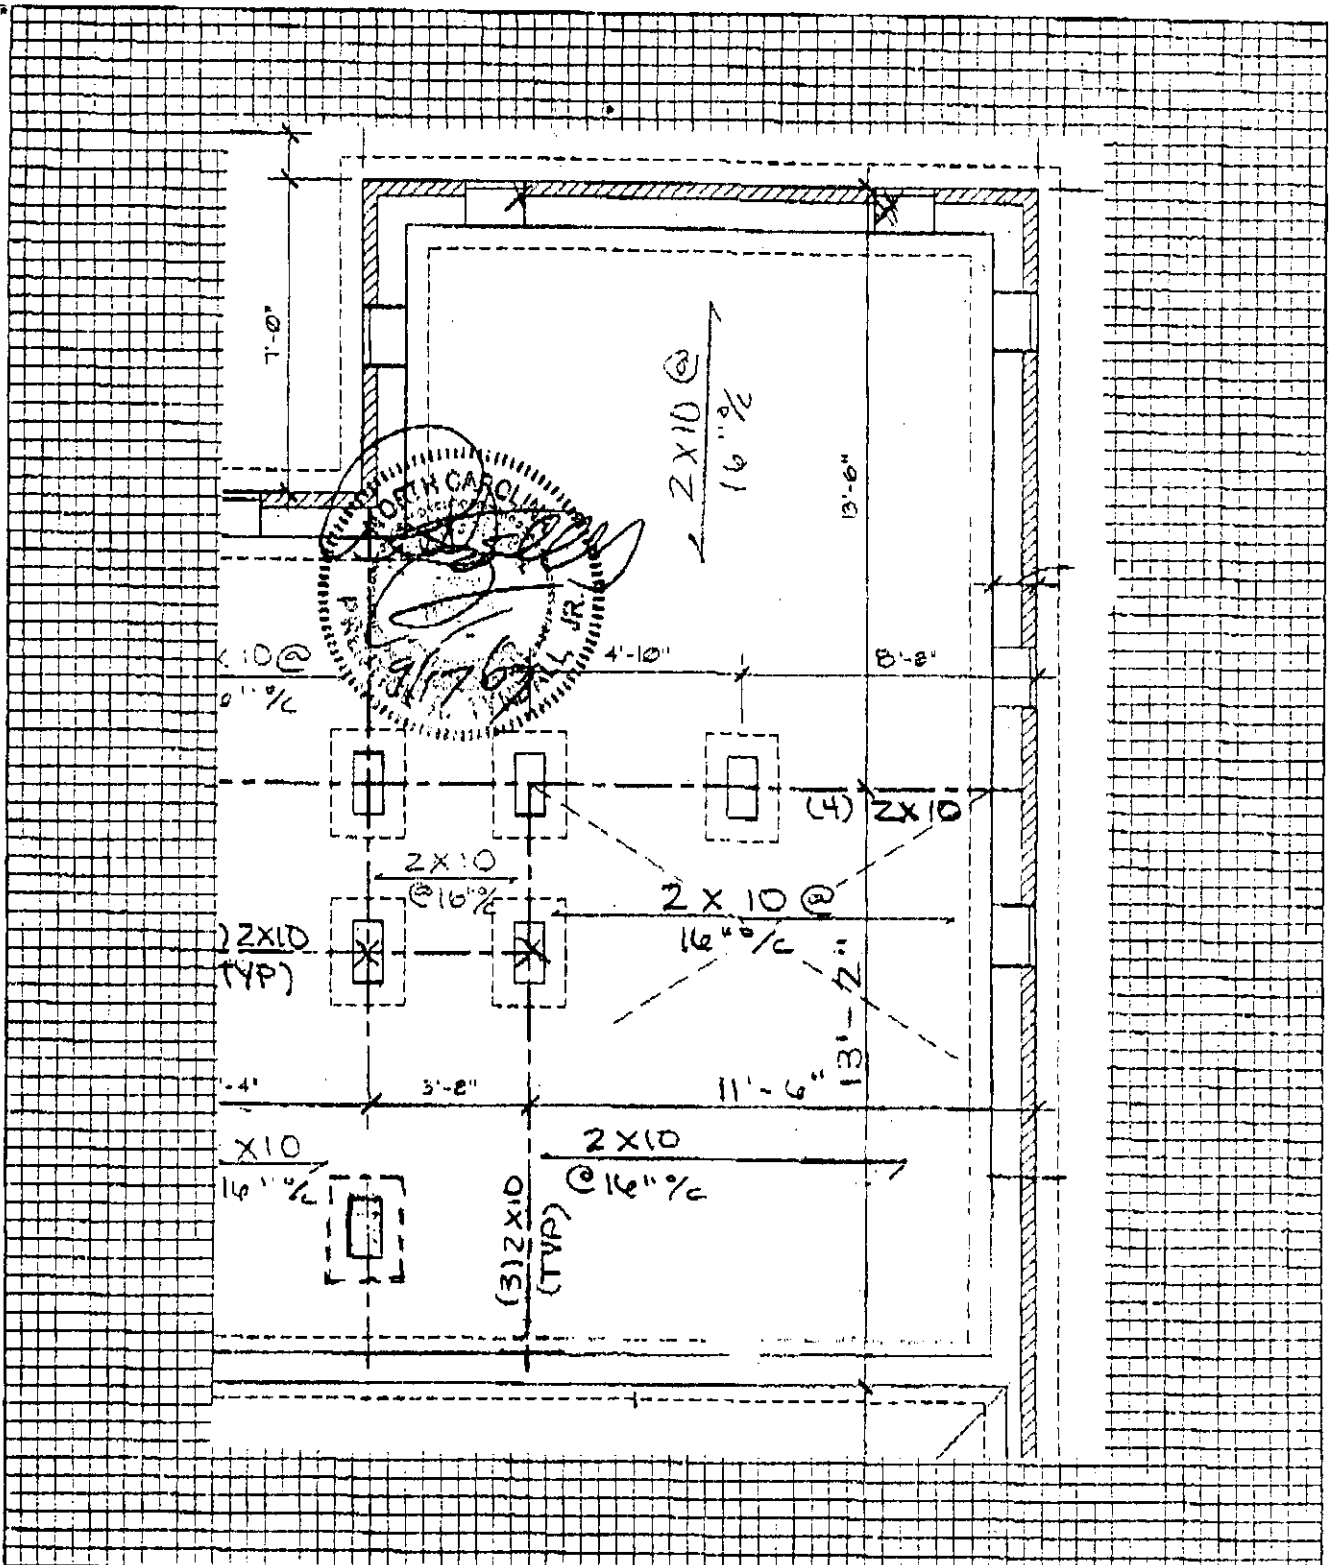 7'-0"
2X10 @
16" o/c
13'-6"
NORTH CAROLINA
JR.
9/17/63
X10 @
" o/c
4'-10"
8'-8"
(4) 2X10
2X10
@16" o/c
2 X 10 @
16" o/c
)2X10
TYP)
13'-2"
'-4"
3'-8"
11'-6"
X10
16" o/c
2X10
@16" o/c
(3)2X10
(TYP)